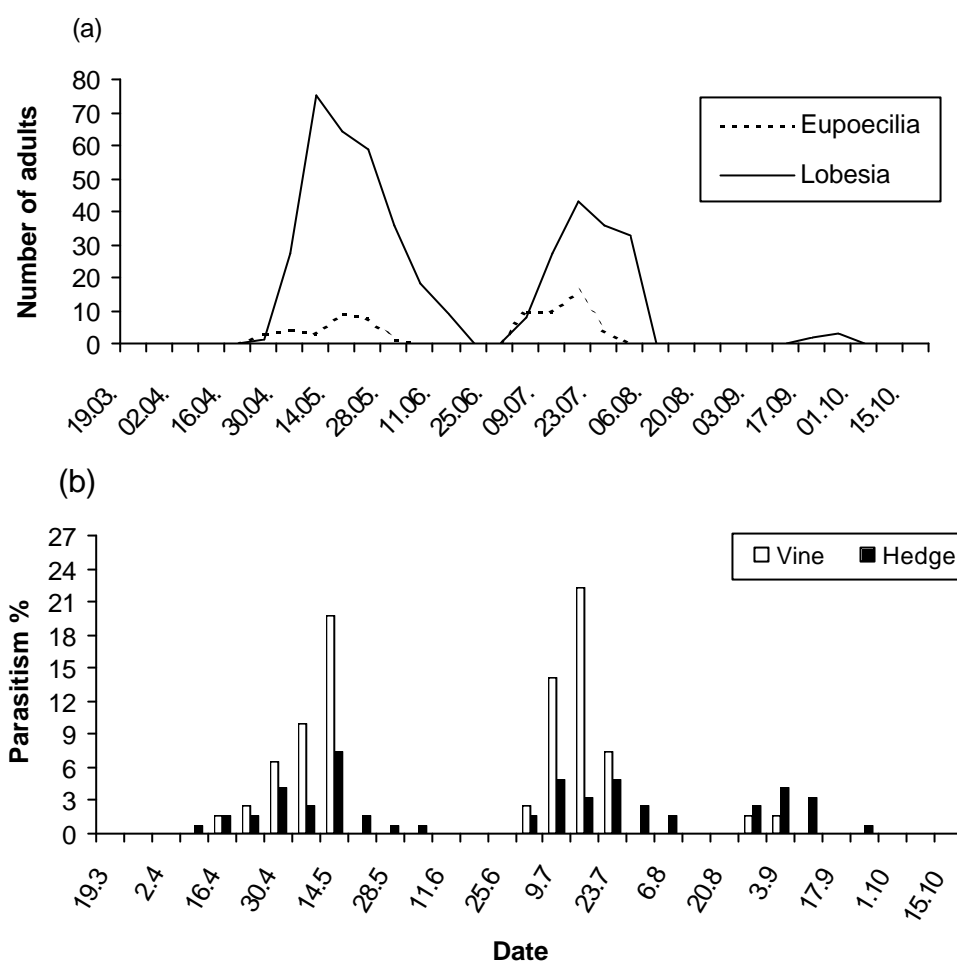 (a)
Number of adults
80
70
60
50
40
30
20
10
0
Eupoecilia
Lobesia
19.03. 02.04. 16.04. 30.04. 14.05. 28.05. 11.06. 25.06. 09.07. 23.07. 06.08. 20.08. 03.09. 17.09. 01.10. 15.10.
(b)
Parasitism %
27
24
21
18
15
12
9
6
3
0
Vine Hedge
19.3 2.4 16.4 30.4 14.5 28.5 11.6 25.6 9.7 23.7 6.8 20.8 3.9 17.9 1.10 15.10
Date